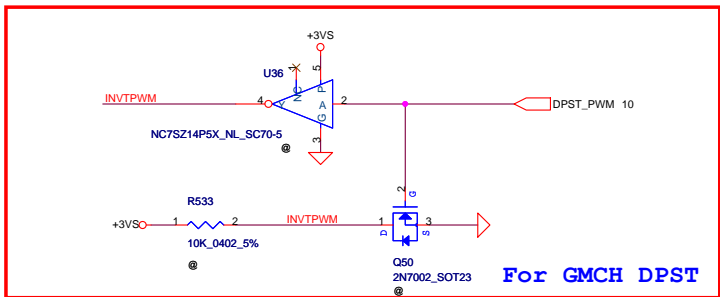 +3VS
U36
1
NC
5
P
INVTPWM
4
Y
A
2
DPST_PWM 10
G
3
NC7SZ14P5X_NL_SC70-5
@
2
G
R533
+3VS
1
2
INVTPWM
1
3
D
S
10K_0402_5%
@
Q50
2N7002_SOT23
@
For GMCH DPST